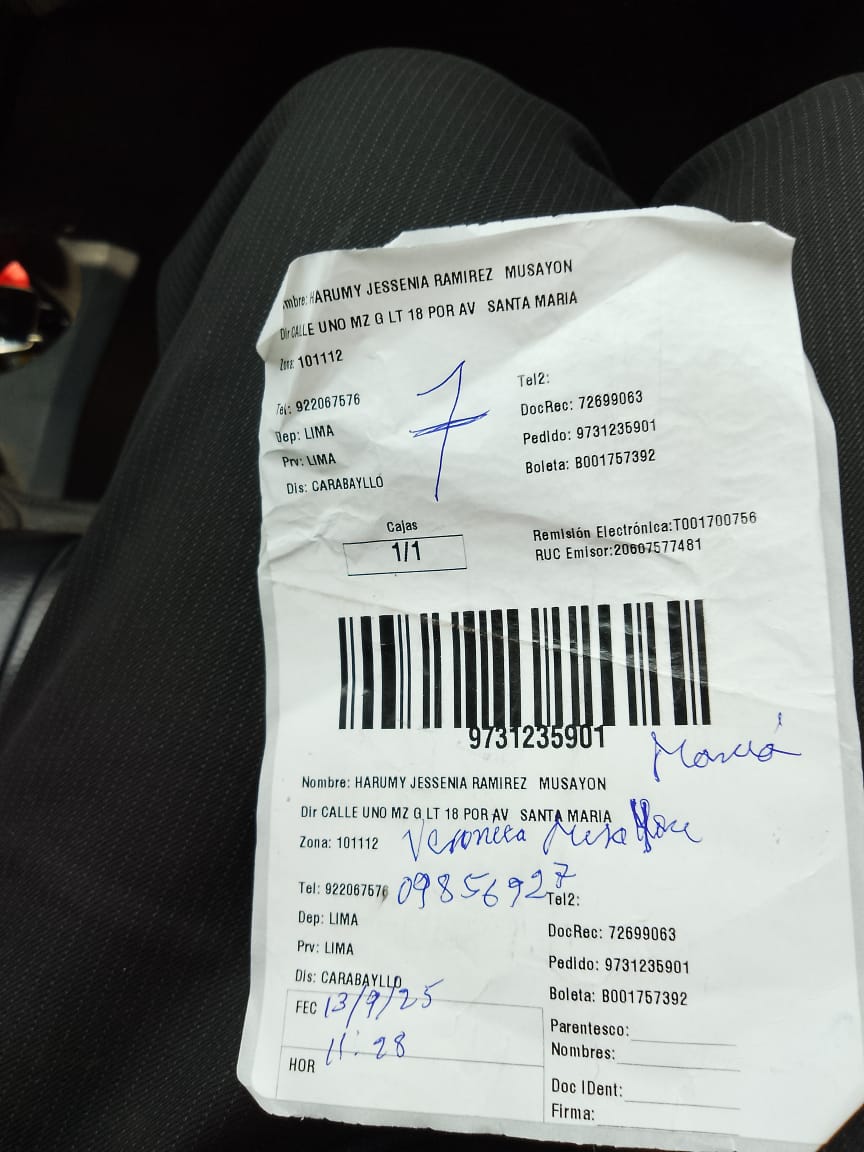 mbre: HARUMY JESSENIA RAMIREZ MUSAYON
Dir CALLE UNO MZ G LT 18 POR AV SANTA MARIA
Zona: 101112
Tel: 922067576
Dep: LIMA
Prv: LIMA
Dis: CARABAYLLO
7
Tel2:
DocRec: 72699063
Pedido: 9731235901
Boleta: B001757392
Cajas
1/1
Remisión Electrónica:T001700756
RUC Emisor:20607577481
9731235901
Nombre: HARUMY JESSENIA RAMIREZ MUSAYON
Dir CALLE UNO MZ G LT 18 POR AV SANTA MARIA
Zona: 101112
Veronica
Tel: 922067576
09856927
Dep: LIMA
Prv: LIMA
Dis: CARABAYLLO
Tel2:
DocRec: 72699063
Pedido: 9731235901
Boleta: B001757392
FEC 13/9/25
HOR 11:28
Parentesco:
Nombres:
Doc IDent:
Firma: